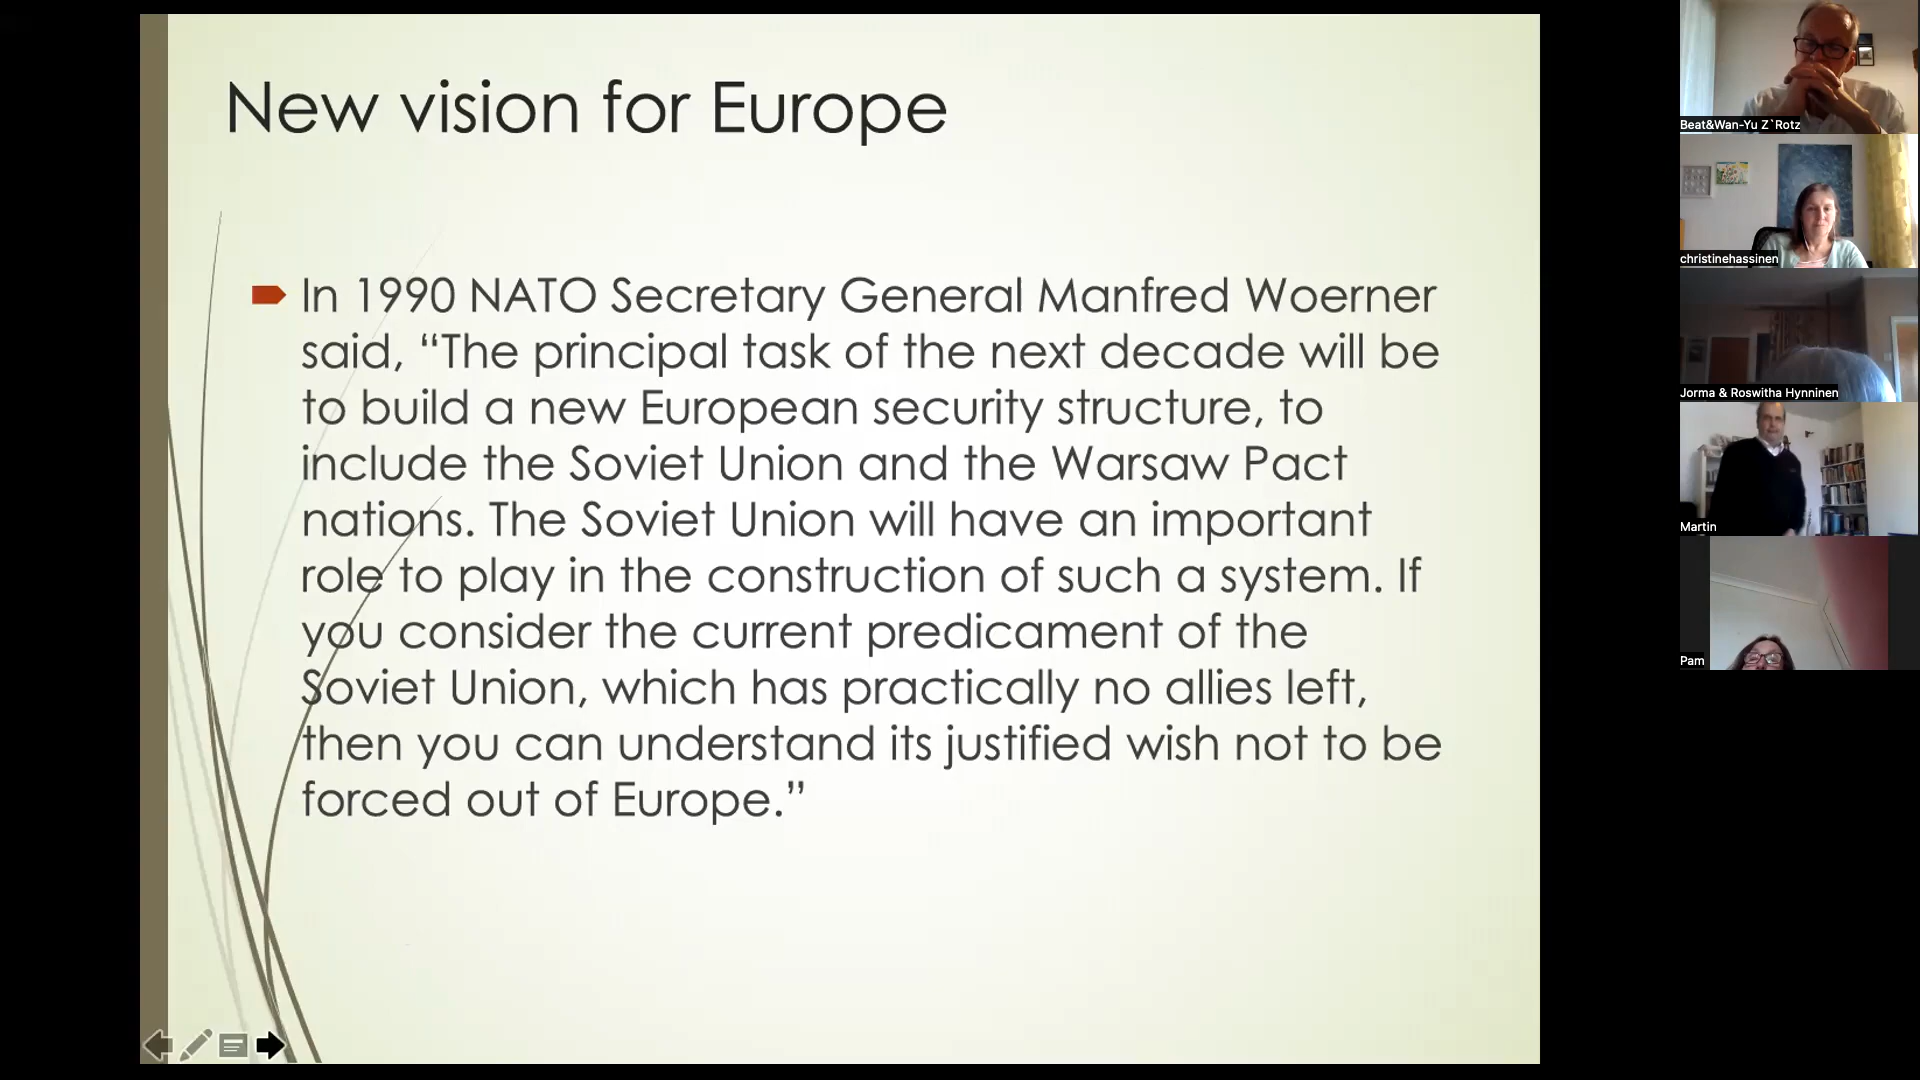 New vision for Europe
In 1990 NATO Secretary General Manfred Woerner
said, “The principal task of the next decade will be
to build a new European security structure, to
include the Soviet Union and the Warsaw Pact
nations. The Soviet Union will have an important
role to play in the construction of such a system. If
you consider the current predicament of the
Soviet Union, which has practically no allies left,
then you can understand its justified wish not to be
forced out of Europe.”
Beat&Wan-Yu Z`Rotz
christinehassinen
Jorma & Roswitha Hynninen
Martin
Pam